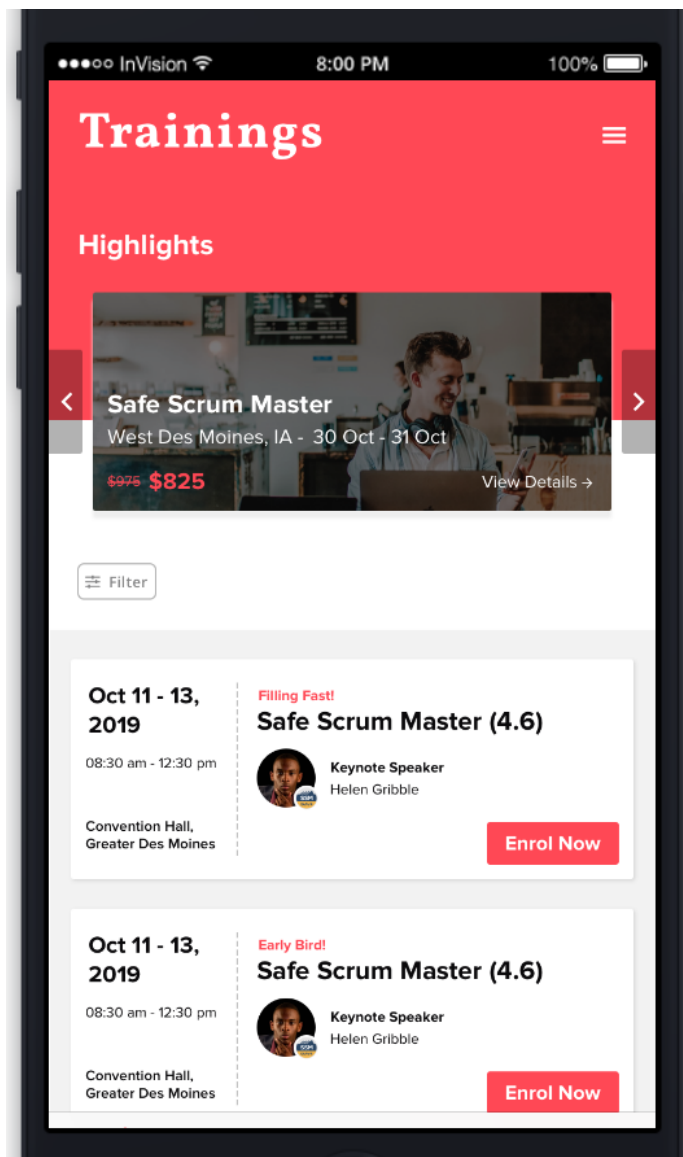 InVision 8:00 PM 100%
Trainings
Highlights
Safe Scrum Master
West Des Moines, IA - 30 Oct - 31 Oct
$975 $825 View Details →
Filter
Oct 11 - 13,
2019
08:30 am - 12:30 pm
Convention Hall,
Greater Des Moines
Filling Fast!
Safe Scrum Master (4.6)
Keynote Speaker
Helen Gribble
SSM
Enrol Now
Oct 11 - 13,
2019
08:30 am - 12:30 pm
Convention Hall,
Greater Des Moines
Early Bird!
Safe Scrum Master (4.6)
Keynote Speaker
Helen Gribble
SSM
Enrol Now